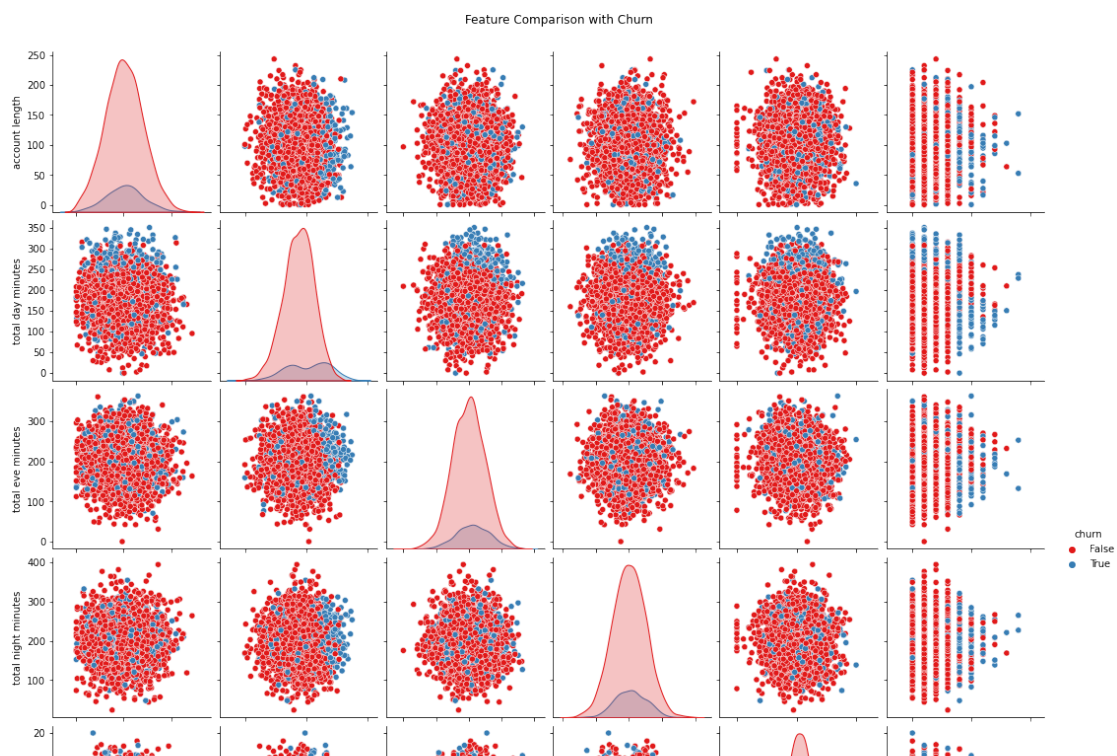 Feature Comparison with Churn
250
200
150
100
50
0
account length
350
300
250
200
150
100
50
0
total day minutes
300
200
100
0
total eve minutes
churn
False
True
400
300
200
100
total night minutes
20